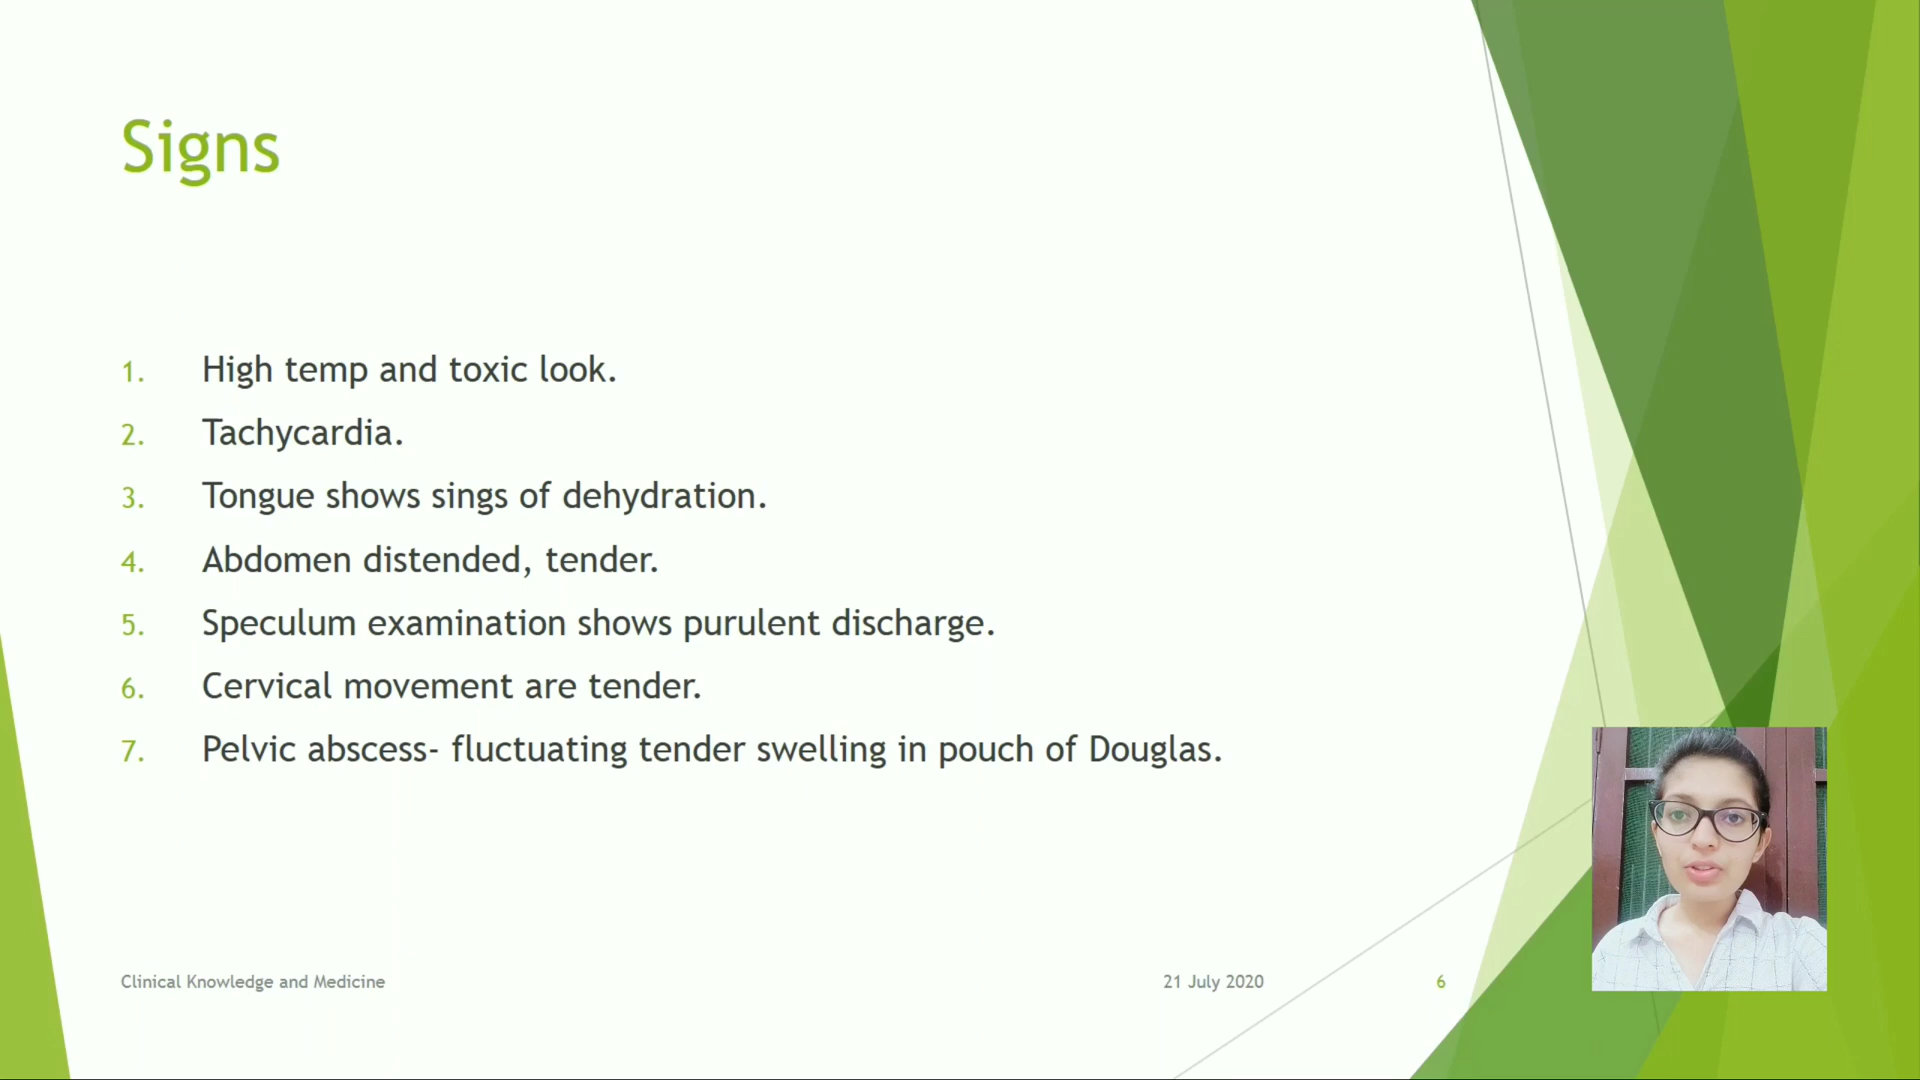 Signs
1. High temp and toxic look.
2. Tachycardia.
3. Tongue shows sings of dehydration.
4. Abdomen distended, tender.
5. Speculum examination shows purulent discharge.
6. Cervical movement are tender.
7. Pelvic abscess- fluctuating tender swelling in pouch of Douglas.
Clinical Knowledge and Medicine 21 July 2020 6